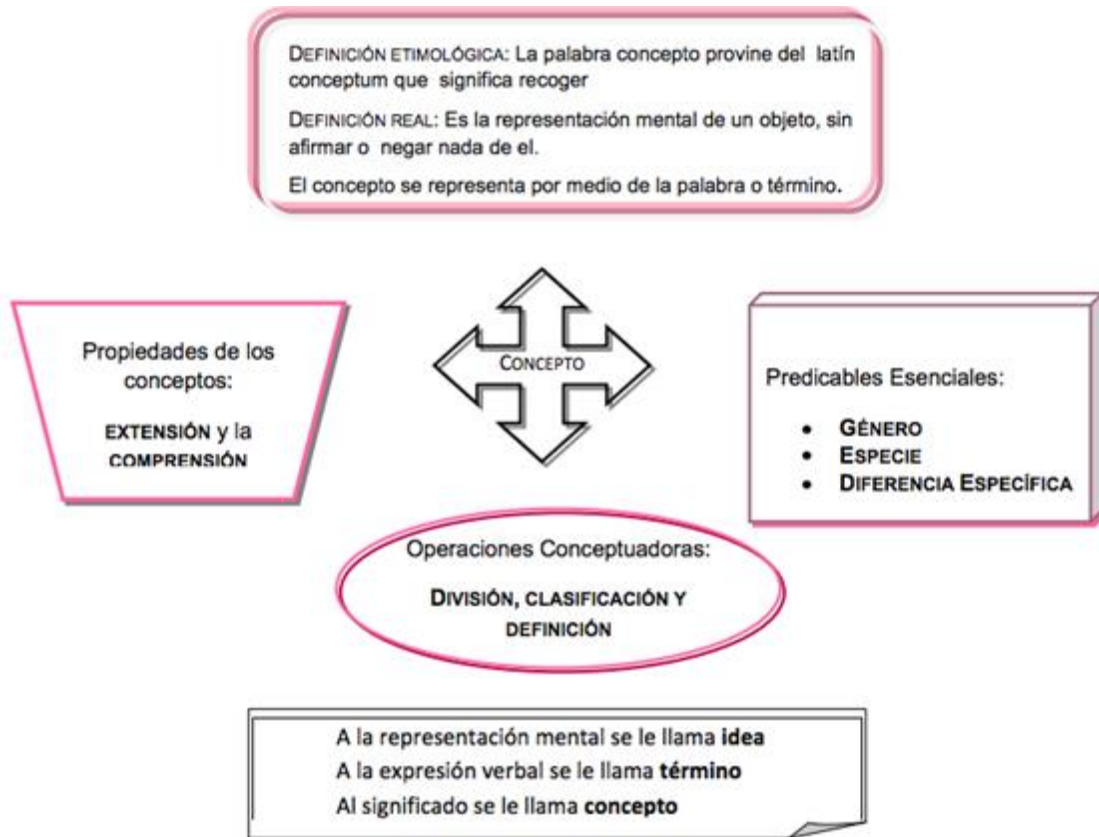 DEFINICIÓN ETIMOLÓGICA: La palabra concepto provine del latín
conceptum que significa recoger
DEFINICIÓN REAL: Es la representación mental de un objeto, sin
afirmar o negar nada de el.
El concepto se representa por medio de la palabra o término.
Propiedades de los
conceptos:
EXTENSIÓN y la
COMPRENSIÓN
CONCEPTO
Predicables Esenciales:
• GÉNERO
• ESPECIE
• DIFERENCIA ESPECÍFICA
Operaciones Conceptuadoras:
DIVISIÓN, CLASIFICACIÓN Y
DEFINICIÓN
A la representación mental se le llama idea
A la expresión verbal se le llama término
Al significado se le llama concepto